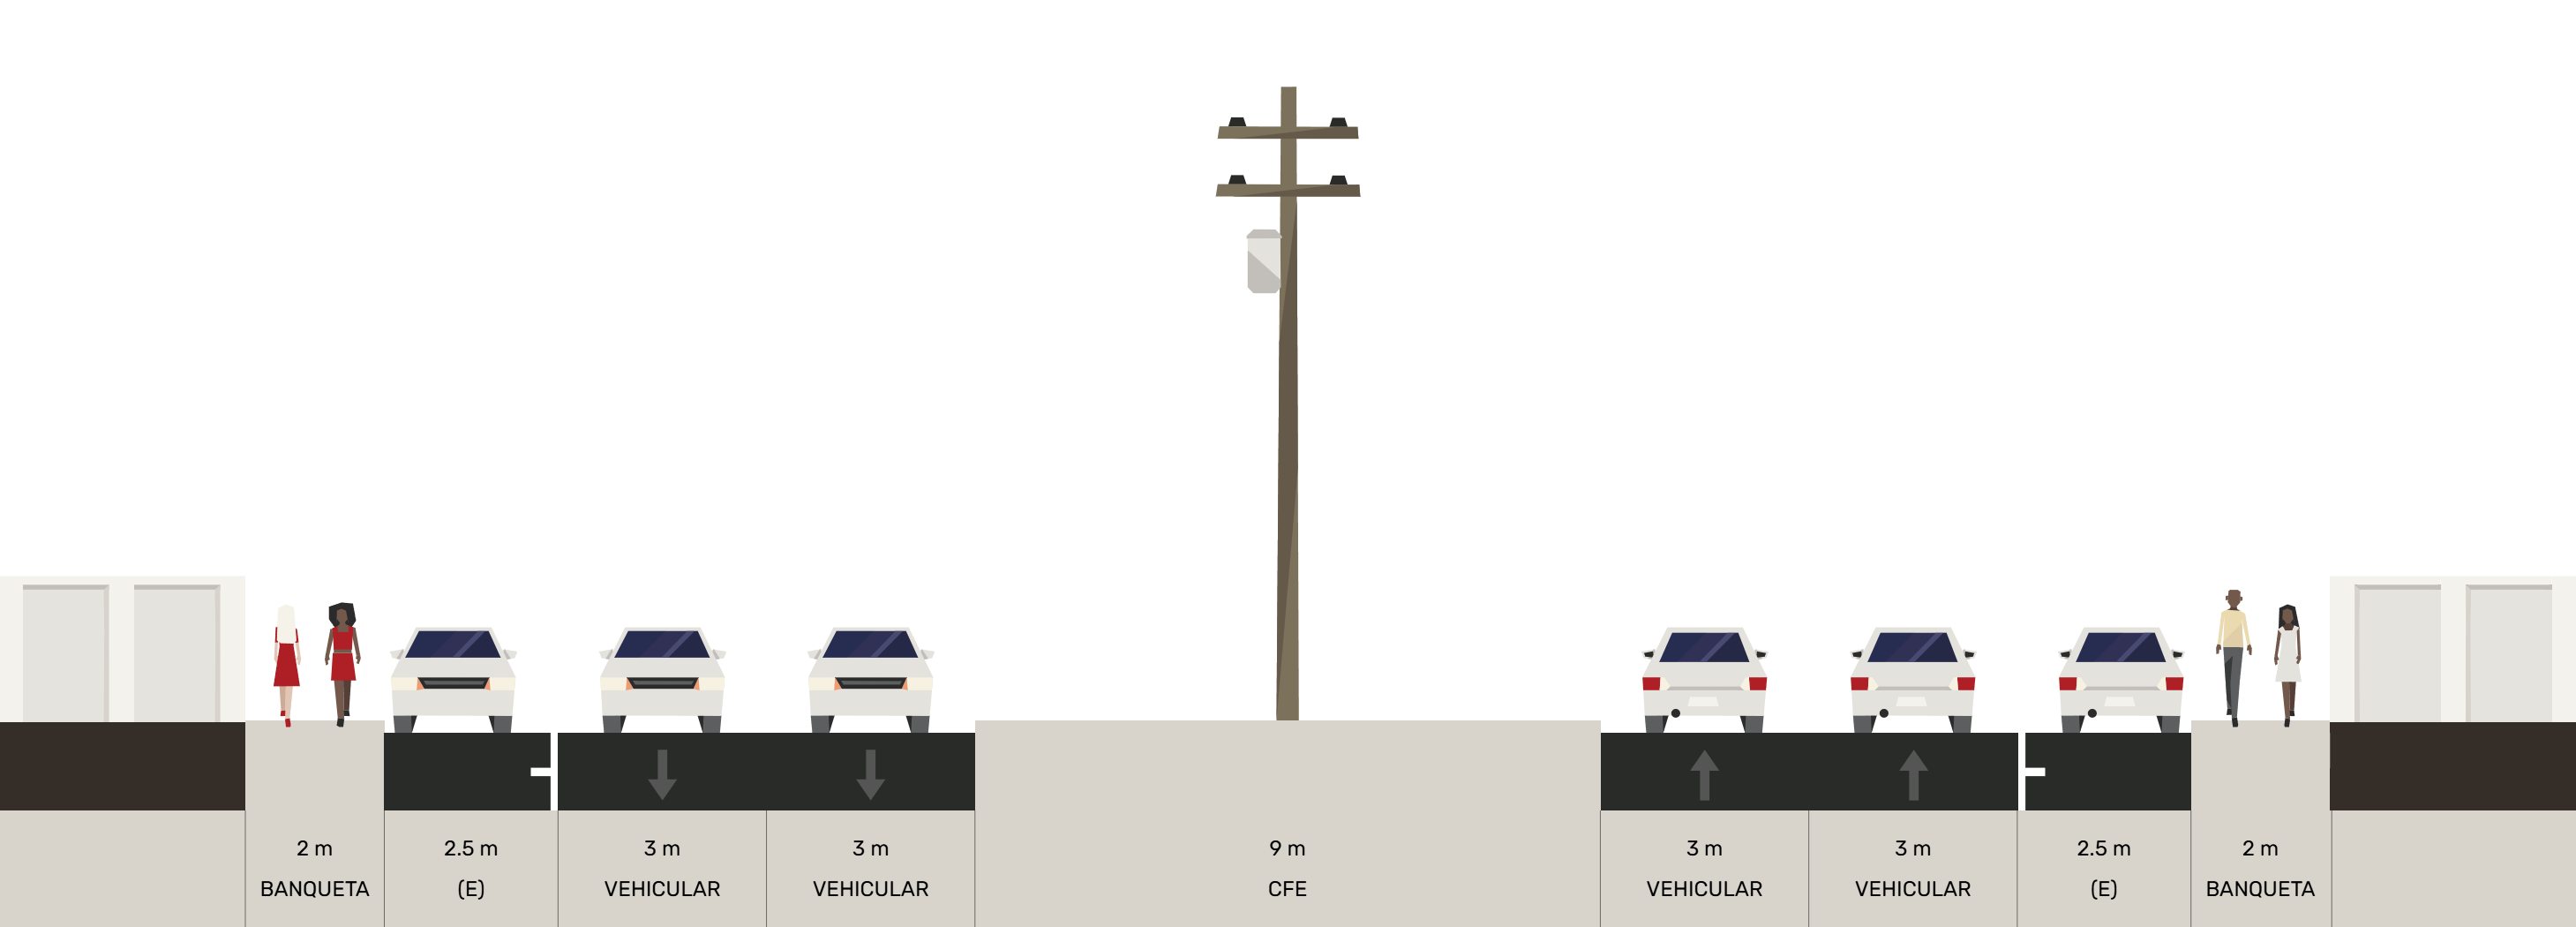 2 m
BANQUETA
2.5 m
(E)
3 m
VEHICULAR
3 m
VEHICULAR
9 m
CFE
3 m
VEHICULAR
3 m
VEHICULAR
2.5 m
(E)
2 m
BANQUETA